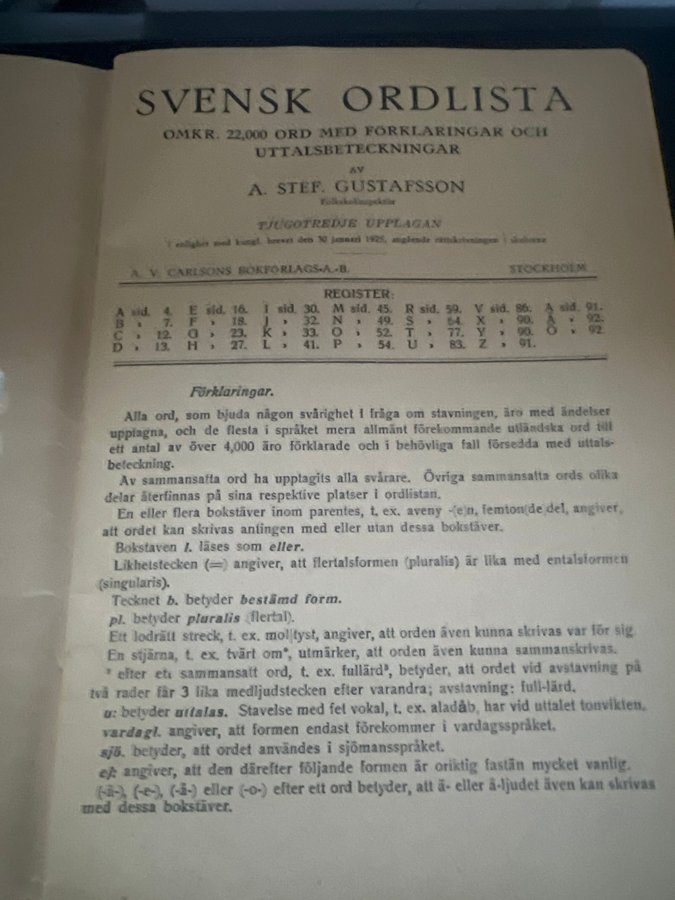 SVENSK ORDLISTA
OMKR. 22,000 ORD MED FÖRKLARINGAR OCH
UTTALSBETECKNINGAR
AV
A. STEF. GUSTAFSSON
Folkskolinspektör
TJUGOTREDJE UPPLAGAN
i enlighet med kungl. brevet den 30 januari 1925, angående rättskrivningen i skolorna
A. V. CARLSONS BOKFÖRLAGS-A.-B. STOCKHOLM
REGISTER:
A sid. 4. E sid. 16. I sid. 30. M sid. 45. R sid. 59. V sid. 86. Å sid. 91.
B » 7. F » 18. J » 32. N » 49. S » 64. X » 90. Ä » 92.
C » 12. G » 23. K » 33. O » 52. T » 77. Y » 90. Ö » 92
D » 13. H » 27. L » 41. P » 54. U » 83. Z » 91.
Förklaringar.
Alla ord, som bjuda någon svårighet i fråga om stavningen, äro med ändelser
upptagna, och de flesta i språket mera allmänt förekommande utländska ord till
ett antal av över 4,000 äro förklarade och i behövliga fall försedda med uttals-
beteckning.
Av sammansatta ord ha upptagits alla svårare. Övriga sammansatta ords olika
delar återfinnas på sina respektive platser i ordlistan.
En eller flera bokstäver inom parentes, t. ex. aveny -(e)n, femton(de)del, angiver,
att ordet kan skrivas antingen med eller utan dessa bokstäver.
Bokstaven l. läses som eller.
Likhetstecken (=) angiver, att flertalsformen (pluralis) är lika med entalsformen
(singularis).
Tecknet b. betyder bestämd form.
pl. betyder pluralis (flertal).
Ett lodrätt streck, t. ex. mol|tyst, angiver, att orden även kunna skrivas var för sig
En stjärna, t. ex. tvärt om*, utmärker, att orden även kunna sammanskrivas.
³ efter ett sammansatt ord, t. ex. fullärd³, betyder, att ordet vid avstavning på
två rader får 3 lika medljudstecken efter varandra; avstavning: full-lärd.
u: betyder uttalas. Stavelse med fet vokal, t. ex. aladåb, har vid uttalet tonvikten.
vardagl. angiver, att formen endast förekommer i vardagsspråket.
sjö. betyder, att ordet användes i sjömansspråket.
ej: angiver, att den därefter följande formen är oriktig fastän mycket vanlig.
(-ä-), (-e-), (-å-) eller (-o-) efter ett ord betyder, att ä- eller å-ljudet även kan skrivas
med dessa bokstäver.